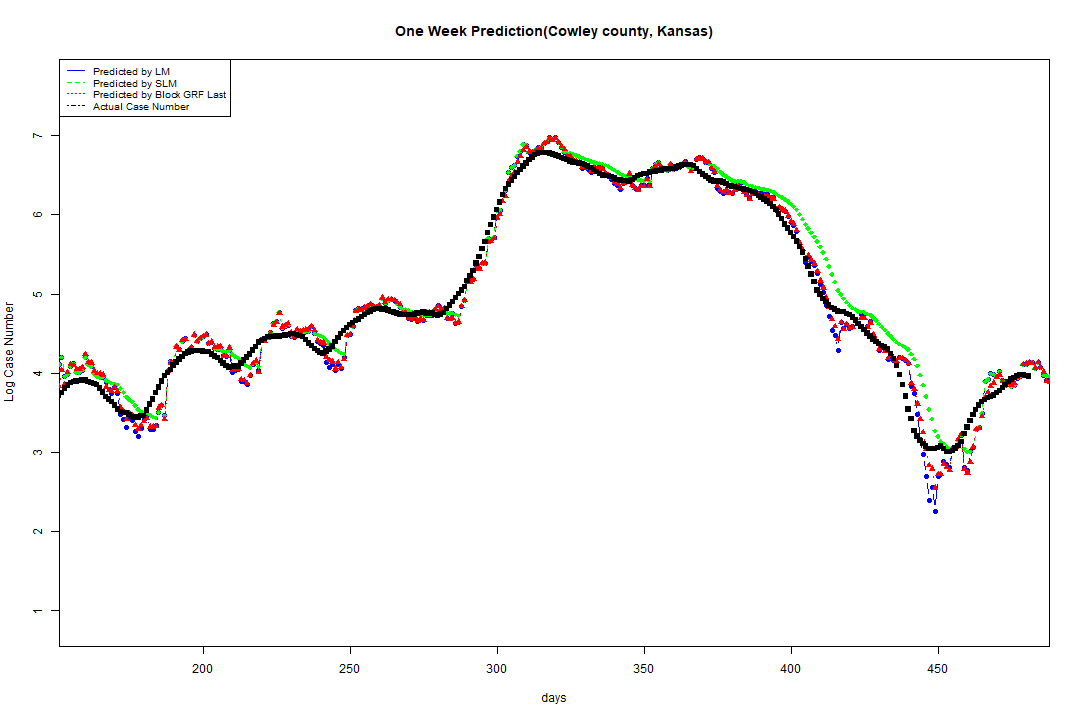 One Week Prediction(Cowley county, Kansas)
Predicted by LM
Predicted by SLM
Predicted by Block GRF Last
Actual Case Number
7
6
5
4
3
2
1
Log Case Number
200 250 300 350 400 450
days